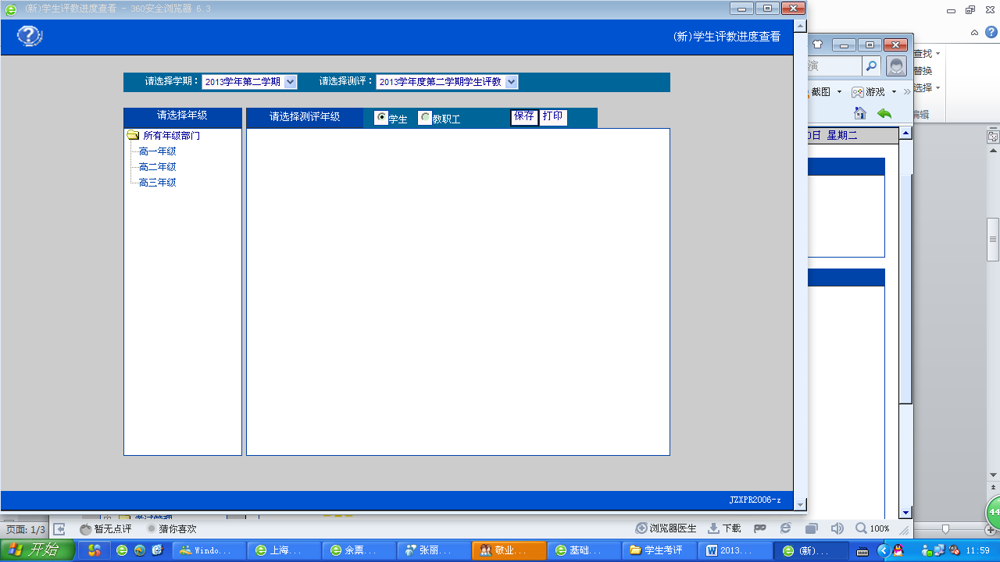 (新)学生评教进度查看 - 360安全浏览器 6.3
(新)学生评教进度查看
请选择学期： 2013学年第二学期 请选择测评： 2013学年度第二学期学生评教
请选择年级
请选择测评年级 学生 教职工 保存 打印
所有年级部门
高一年级
高二年级
高三年级
JZXPR2006-z
查找
替换
选择
编辑
演
截图 游戏
日 星期二
考试管理
页面: 1/3 暂无点评 猜你喜欢 浏览器医生 下载 100%
44
开始 Windo... 上海... 余票... 张丽... 敬业... 基础... 学生考评 2013... (新)... 11:59